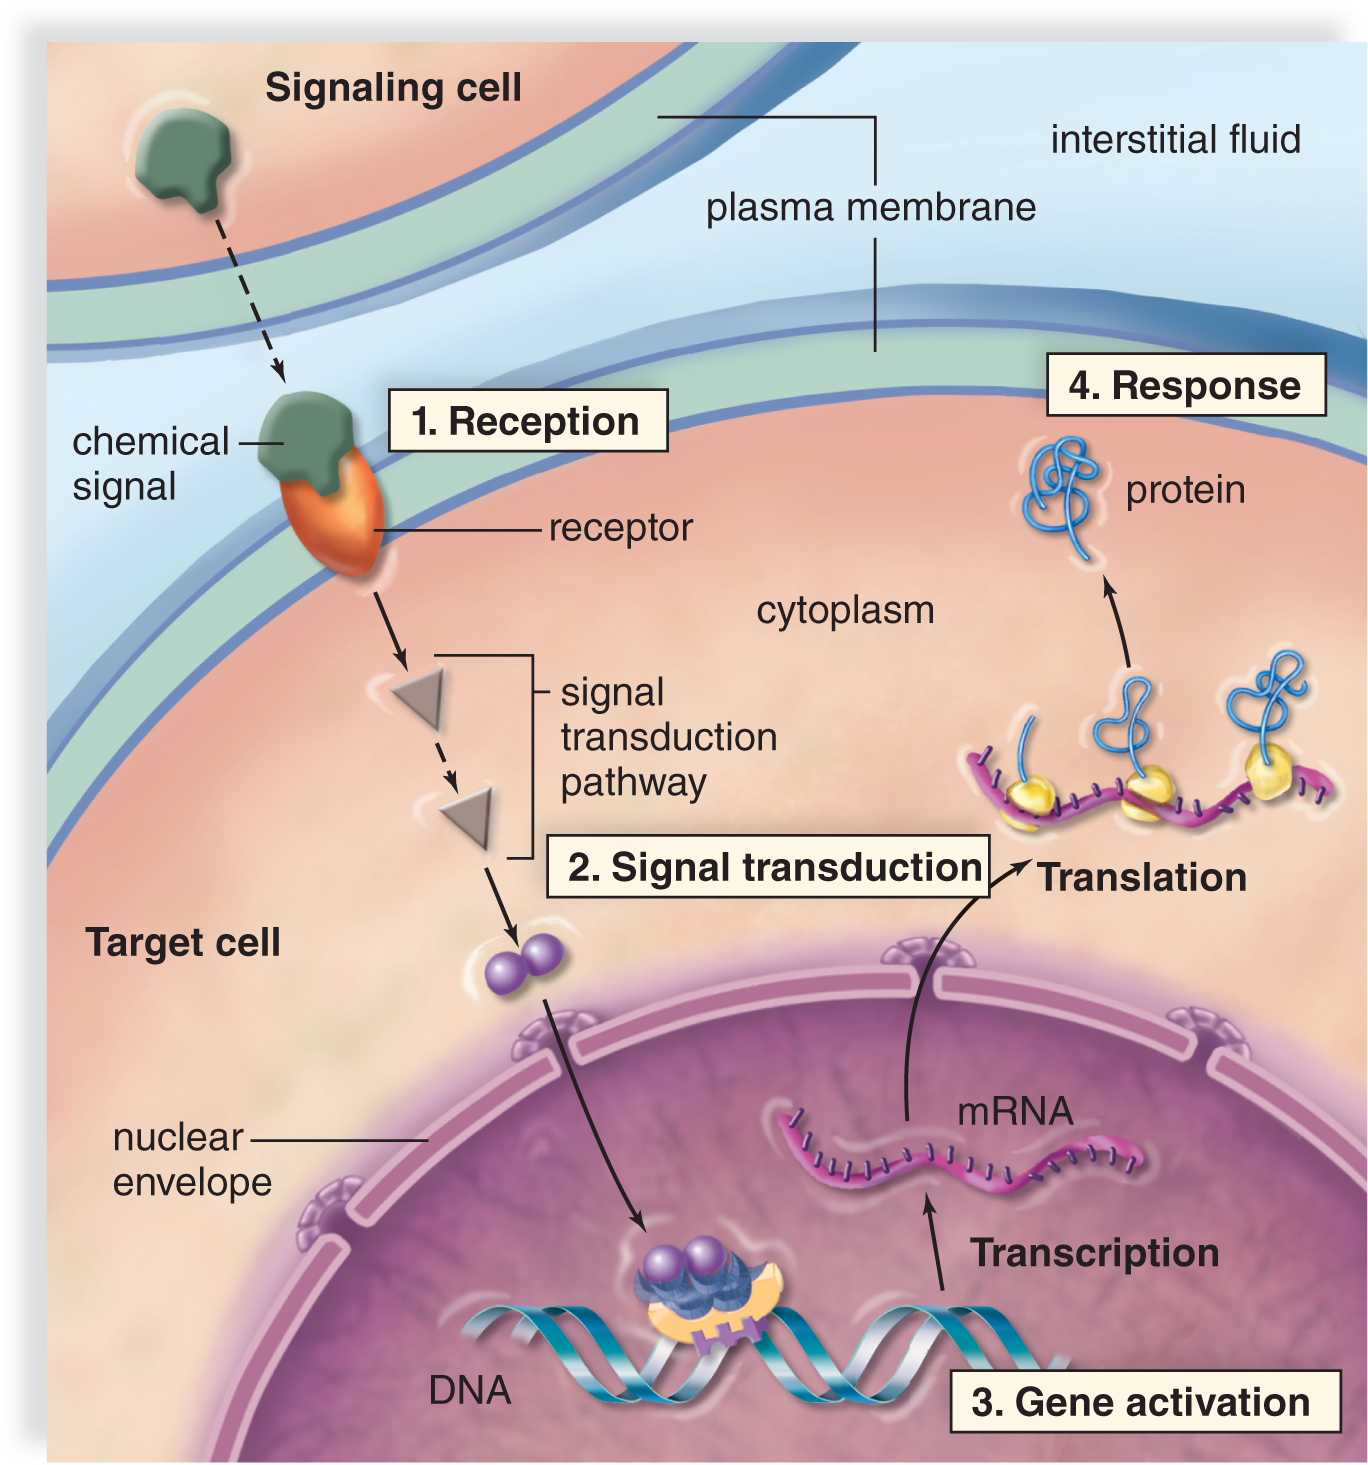 Signaling cell
interstitial fluid
plasma membrane
4. Response
1. Reception
chemical
signal
protein
receptor
cytoplasm
signal
transduction
pathway
2. Signal transduction
Translation
Target cell
mRNA
nuclear
envelope
Transcription
DNA
3. Gene activation